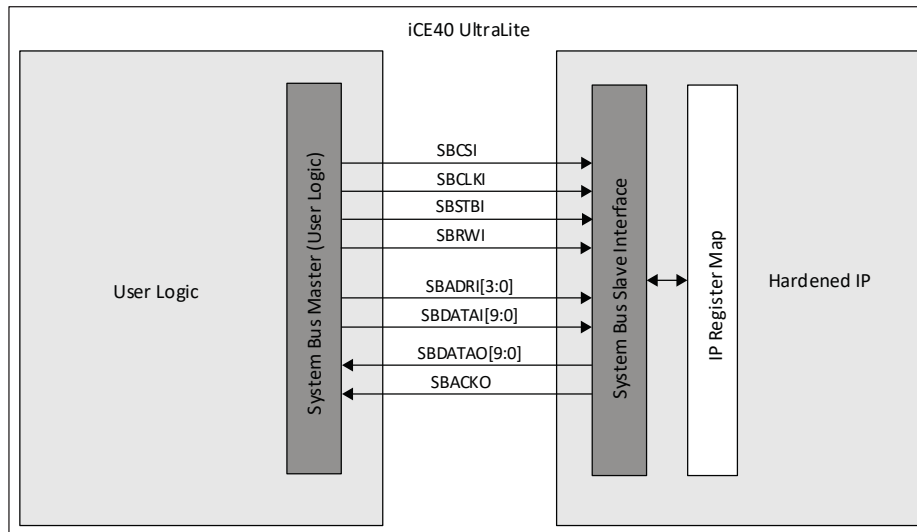 iCE40 UltraLite
User Logic
System Bus Master (User Logic)
SBCSI
SBCLKI
SBSTBI
SBRWI
SBADRI[3:0]
SBDATAI[9:0]
SBDATAO[9:0]
SBACKO
System Bus Slave Interface
IP Register Map
Hardened IP